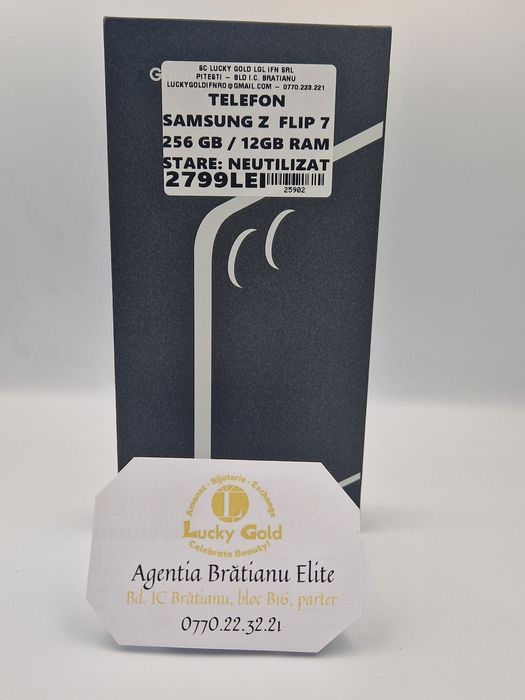 G
SC LUCKY GOLD LGL IFN SRL
PITESTI – BLD I.C. BRATIANU
LUCKYGOLDIFNRO@GMAIL.COM – 0770.223.221
TELEFON
SAMSUNG Z FLIP 7
256 GB / 12GB RAM
STARE: NEUTILIZAT
2799LEI
25902
Amanet - Bijuterie - Exchange
L
Lucky Gold
Celebrate Beauty!
Agentia Brătianu Elite
Bd. IC Brătianu, bloc B16, parter
0770.22.32.21